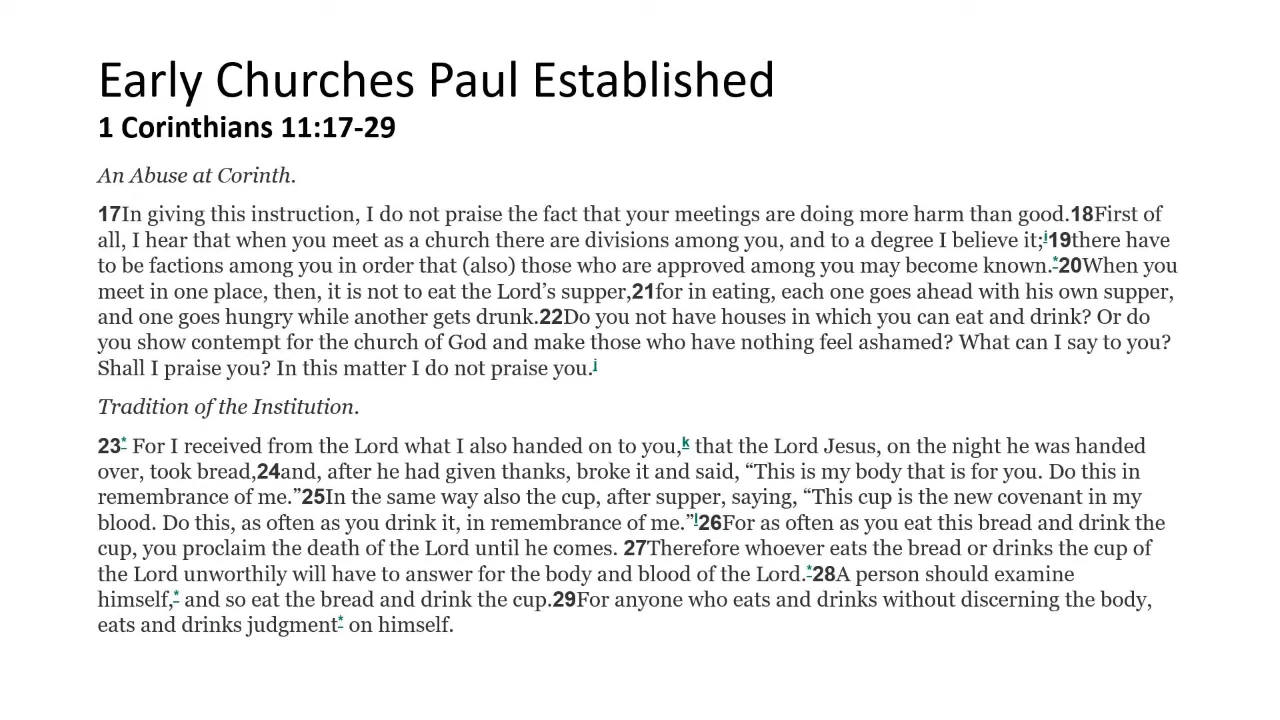 Early Churches Paul Established
1 Corinthians 11:17-29
An Abuse at Corinth.
17In giving this instruction, I do not praise the fact that your meetings are doing more harm than good.18First of
all, I hear that when you meet as a church there are divisions among you, and to a degree I believe it;i19there have
to be factions among you in order that (also) those who are approved among you may become known.*20When you
meet in one place, then, it is not to eat the Lord’s supper,21for in eating, each one goes ahead with his own supper,
and one goes hungry while another gets drunk.22Do you not have houses in which you can eat and drink? Or do
you show contempt for the church of God and make those who have nothing feel ashamed? What can I say to you?
Shall I praise you? In this matter I do not praise you.j
Tradition of the Institution.
23* For I received from the Lord what I also handed on to you,k that the Lord Jesus, on the night he was handed
over, took bread,24and, after he had given thanks, broke it and said, “This is my body that is for you. Do this in
remembrance of me.”25In the same way also the cup, after supper, saying, “This cup is the new covenant in my
blood. Do this, as often as you drink it, in remembrance of me.”l26For as often as you eat this bread and drink the
cup, you proclaim the death of the Lord until he comes. 27Therefore whoever eats the bread or drinks the cup of
the Lord unworthily will have to answer for the body and blood of the Lord.*28A person should examine
himself,* and so eat the bread and drink the cup.29For anyone who eats and drinks without discerning the body,
eats and drinks judgment* on himself.